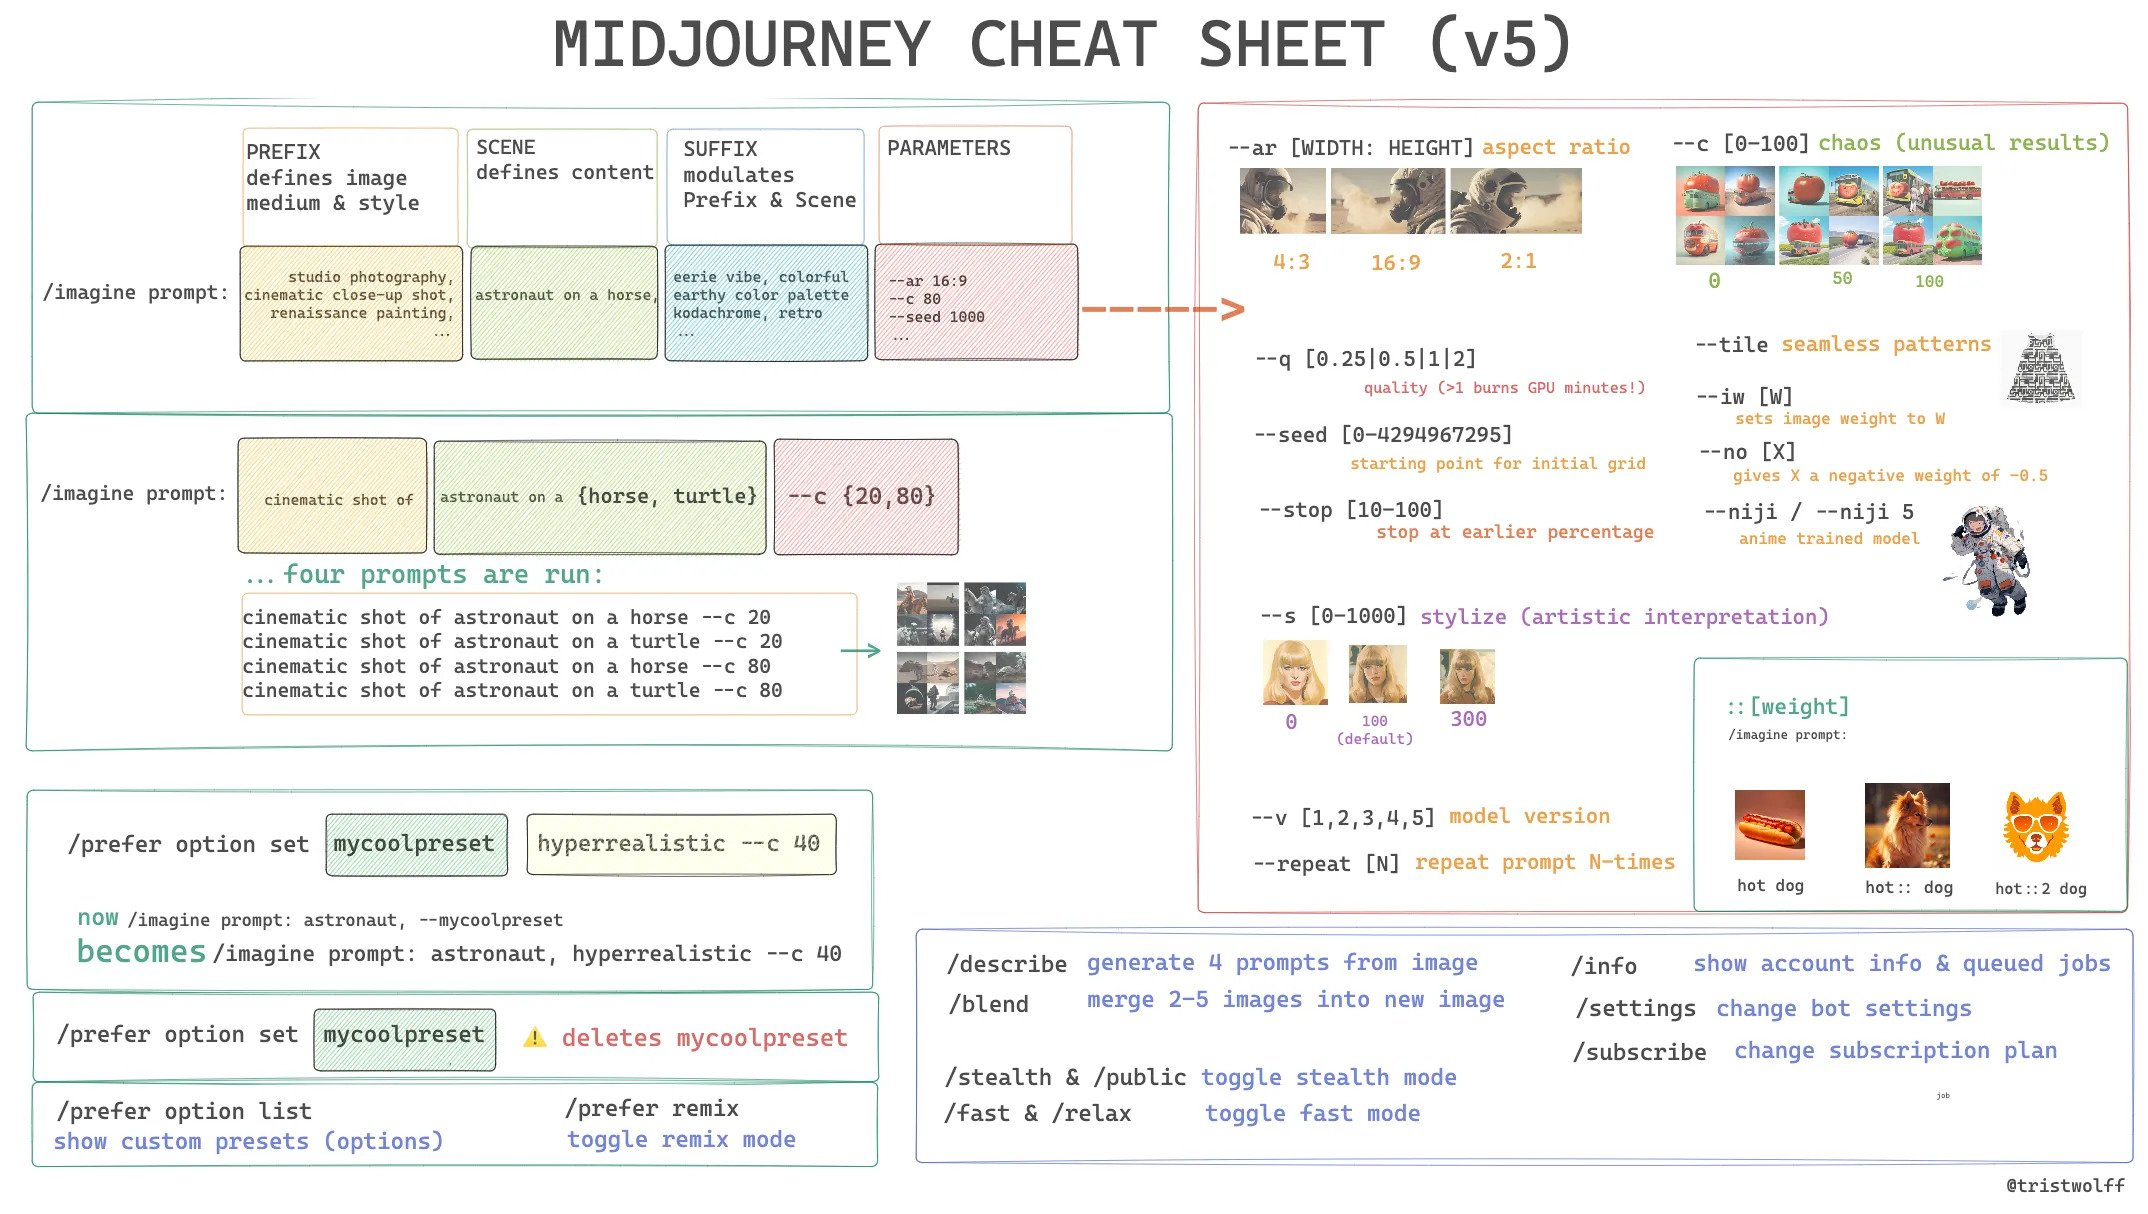 MIDJOURNEY CHEAT SHEET (v5)
PREFIX
defines image
medium & style
SCENE
defines content
SUFFIX
modulates
Prefix & Scene
PARAMETERS
/imagine prompt:
studio photography,
cinematic close-up shot,
renaissance painting,
...
astronaut on a horse,
eerie vibe, colorful
earthy color palette
kodachrome, retro
...
--ar 16:9
--c 80
--seed 1000
...
/imagine prompt:
cinematic shot of
astronaut on a {horse, turtle}
--c {20,80}
...four prompts are run:
cinematic shot of astronaut on a horse --c 20
cinematic shot of astronaut on a turtle --c 20
cinematic shot of astronaut on a horse --c 80
cinematic shot of astronaut on a turtle --c 80
/prefer option set mycoolpreset hyperrealistic --c 40
now /imagine prompt: astronaut, --mycoolpreset
becomes /imagine prompt: astronaut, hyperrealistic --c 40
/prefer option set mycoolpreset ⚠️ deletes mycoolpreset
/prefer option list
show custom presets (options)
/prefer remix
toggle remix mode
--ar [WIDTH: HEIGHT] aspect ratio
4:3
16:9
2:1
--c [0-100] chaos (unusual results)
0
50
100
--q [0.25|0.5|1|2]
quality (>1 burns GPU minutes!)
--seed [0-4294967295]
starting point for initial grid
--stop [10-100]
stop at earlier percentage
--tile seamless patterns
--iw [W]
sets image weight to W
--no [X]
gives X a negative weight of -0.5
--niji / --niji 5
anime trained model
--s [0-1000] stylize (artistic interpretation)
0
100
(default)
300
--v [1,2,3,4,5] model version
--repeat [N] repeat prompt N-times
::[weight]
/imagine prompt:
hot dog
hot:: dog
hot::2 dog
/describe generate 4 prompts from image
/blend merge 2-5 images into new image
/stealth & /public toggle stealth mode
/fast & /relax toggle fast mode
/info show account info & queued jobs
/settings change bot settings
/subscribe change subscription plan
job
@tristwolff